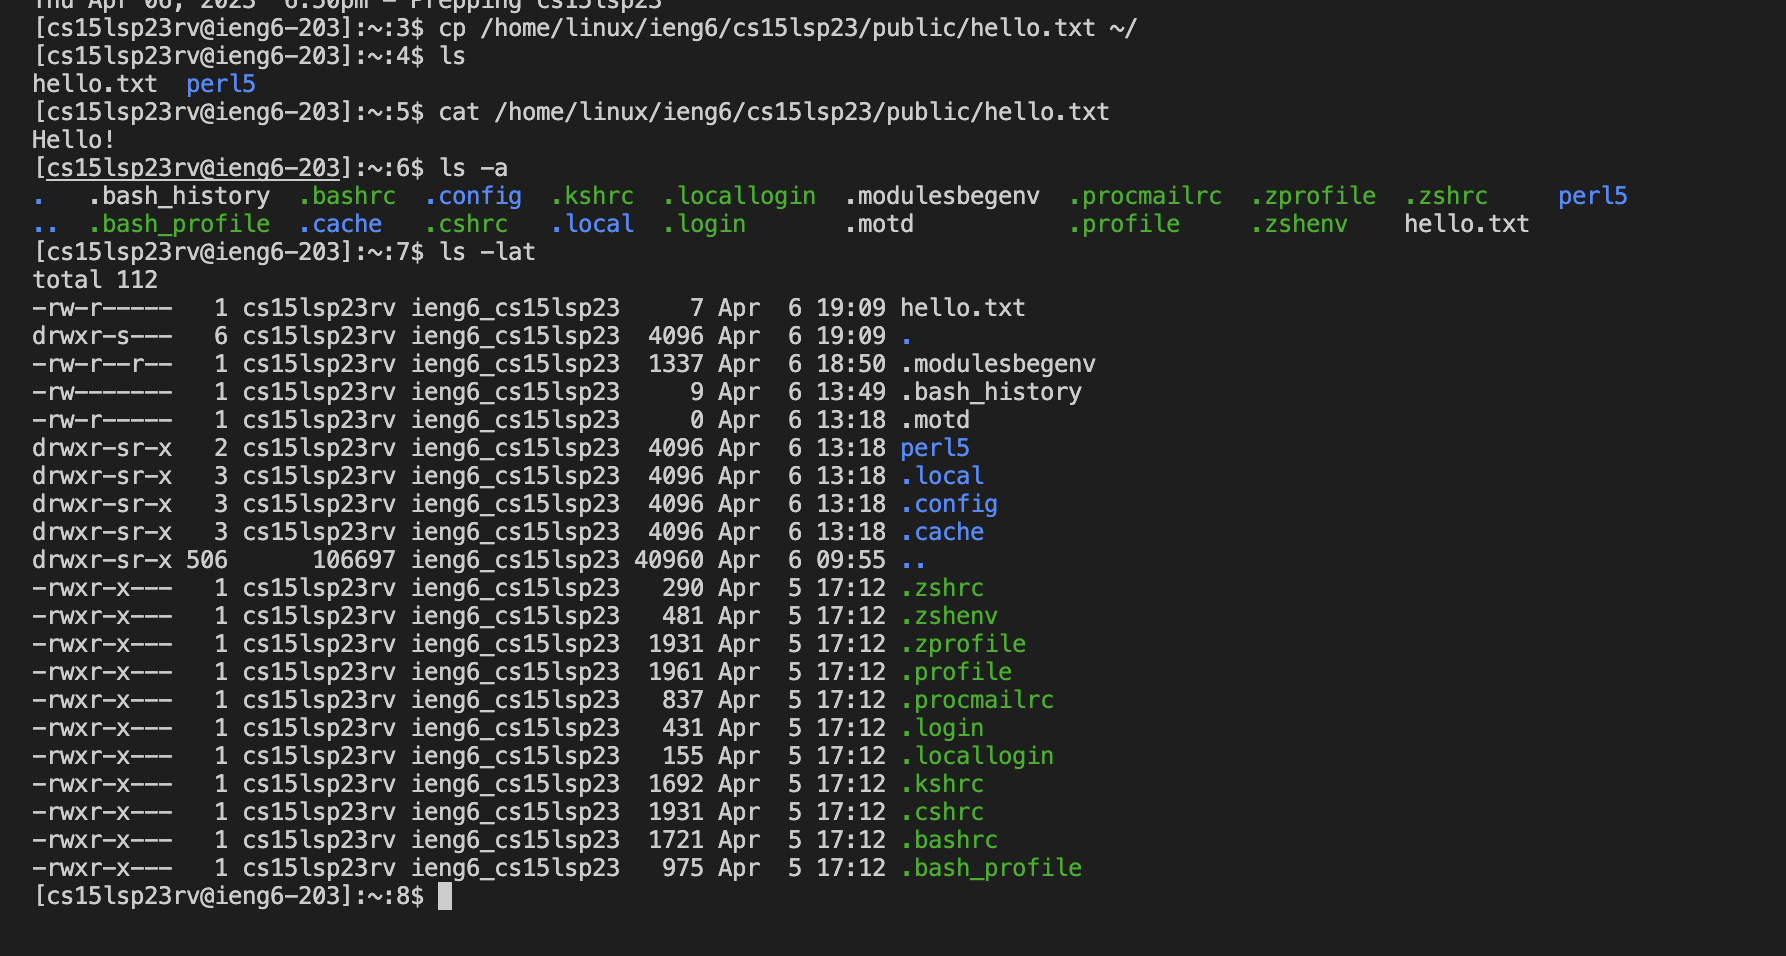 Thu Apr 06, 2023  6:50pm - Prepping cs15lsp23
[cs15lsp23rv@ieng6-203]:~:3$ cp /home/linux/ieng6/cs15lsp23/public/hello.txt ~/
[cs15lsp23rv@ieng6-203]:~:4$ ls
hello.txt  perl5
[cs15lsp23rv@ieng6-203]:~:5$ cat /home/linux/ieng6/cs15lsp23/public/hello.txt
Hello!
[cs15lsp23rv@ieng6-203]:~:6$ ls -a
.   .bash_history  .bashrc  .config  .kshrc  .locallogin  .modulesbegenv  .procmailrc  .zprofile  .zshrc     perl5
..  .bash_profile  .cache   .cshrc   .local  .login       .motd           .profile     .zshenv    hello.txt
[cs15lsp23rv@ieng6-203]:~:7$ ls -lat
total 112
-rw-r-----   1 cs15lsp23rv ieng6_cs15lsp23     7 Apr  6 19:09 hello.txt
drwxr-s---   6 cs15lsp23rv ieng6_cs15lsp23  4096 Apr  6 19:09 .
-rw-r--r--   1 cs15lsp23rv ieng6_cs15lsp23  1337 Apr  6 18:50 .modulesbegenv
-rw-------   1 cs15lsp23rv ieng6_cs15lsp23     9 Apr  6 13:49 .bash_history
-rw-r-----   1 cs15lsp23rv ieng6_cs15lsp23     0 Apr  6 13:18 .motd
drwxr-sr-x   2 cs15lsp23rv ieng6_cs15lsp23  4096 Apr  6 13:18 perl5
drwxr-sr-x   3 cs15lsp23rv ieng6_cs15lsp23  4096 Apr  6 13:18 .local
drwxr-sr-x   3 cs15lsp23rv ieng6_cs15lsp23  4096 Apr  6 13:18 .config
drwxr-sr-x   3 cs15lsp23rv ieng6_cs15lsp23  4096 Apr  6 13:18 .cache
drwxr-sr-x 506      106697 ieng6_cs15lsp23 40960 Apr  6 09:55 ..
-rwxr-x---   1 cs15lsp23rv ieng6_cs15lsp23   290 Apr  5 17:12 .zshrc
-rwxr-x---   1 cs15lsp23rv ieng6_cs15lsp23   481 Apr  5 17:12 .zshenv
-rwxr-x---   1 cs15lsp23rv ieng6_cs15lsp23  1931 Apr  5 17:12 .zprofile
-rwxr-x---   1 cs15lsp23rv ieng6_cs15lsp23  1961 Apr  5 17:12 .profile
-rwxr-x---   1 cs15lsp23rv ieng6_cs15lsp23   837 Apr  5 17:12 .procmailrc
-rwxr-x---   1 cs15lsp23rv ieng6_cs15lsp23   431 Apr  5 17:12 .login
-rwxr-x---   1 cs15lsp23rv ieng6_cs15lsp23   155 Apr  5 17:12 .locallogin
-rwxr-x---   1 cs15lsp23rv ieng6_cs15lsp23  1692 Apr  5 17:12 .kshrc
-rwxr-x---   1 cs15lsp23rv ieng6_cs15lsp23  1931 Apr  5 17:12 .cshrc
-rwxr-x---   1 cs15lsp23rv ieng6_cs15lsp23  1721 Apr  5 17:12 .bashrc
-rwxr-x---   1 cs15lsp23rv ieng6_cs15lsp23   975 Apr  5 17:12 .bash_profile
[cs15lsp23rv@ieng6-203]:~:8$